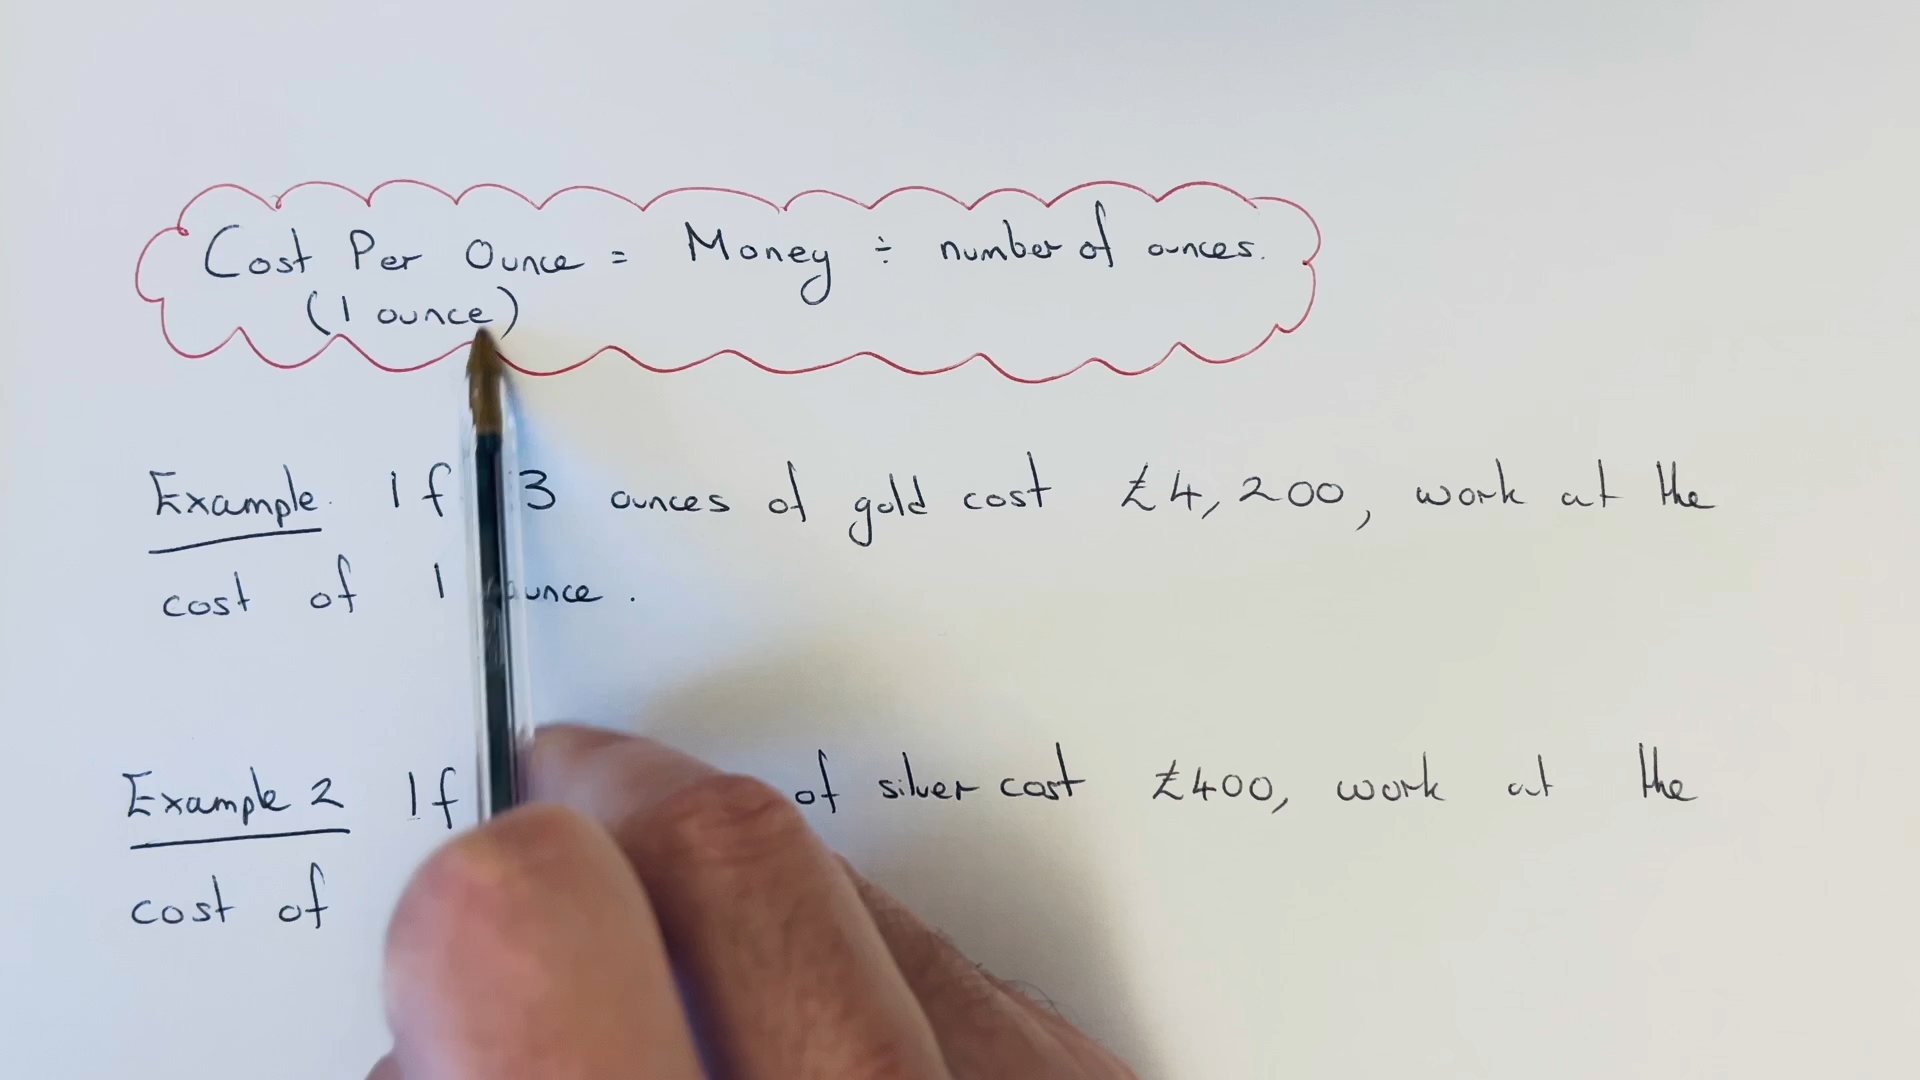 Cost Per Ounce = Money ÷ number of ounces.
(1 ounce)
Example. If 3 ounces of gold cost £4,200, work at the
cost of 1 ounce.
Example 2 If of silver cost £400, work at the
cost of